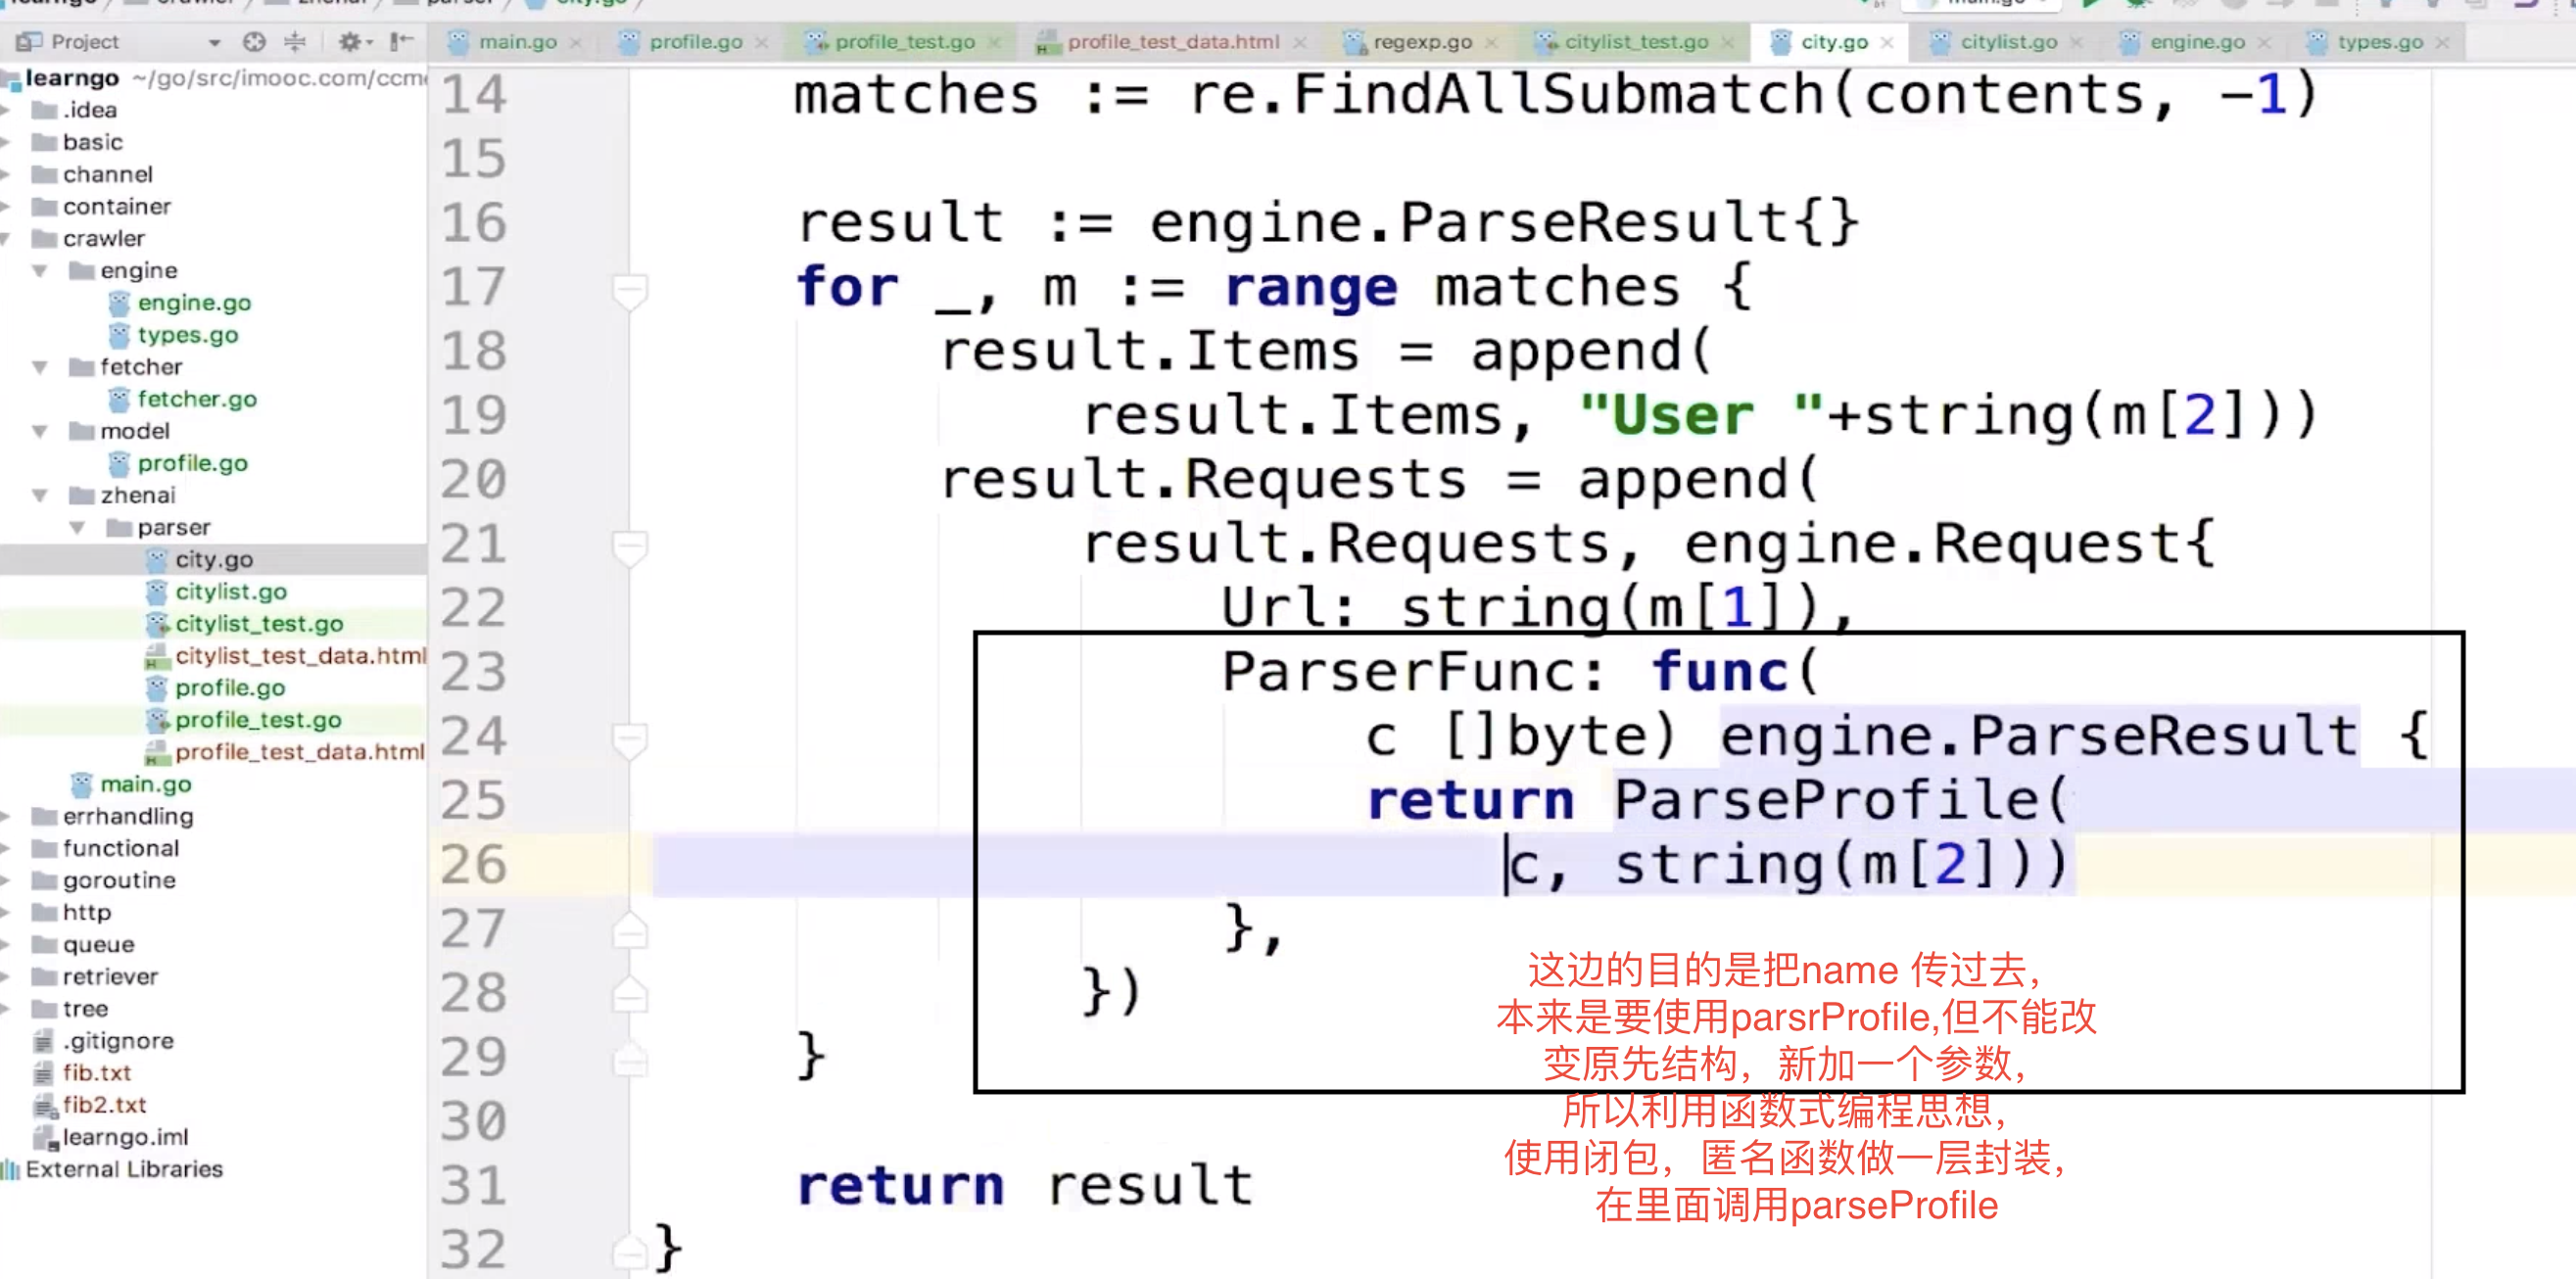 main.go
Project
main.go
profile.go
profile_test.go
profile_test_data.html
regexp.go
citylist_test.go
city.go
citylist.go
engine.go
types.go
learngo ~/go/src/imooc.com/ccm
.idea
basic
channel
container
crawler
engine
engine.go
types.go
fetcher
fetcher.go
model
profile.go
zhenai
parser
city.go
citylist.go
citylist_test.go
citylist_test_data.html
profile.go
profile_test.go
profile_test_data.html
main.go
errhandling
functional
goroutine
http
queue
retriever
tree
.gitignore
fib.txt
fib2.txt
learngo.iml
External Libraries
14 matches := re.FindAllSubmatch(contents, -1)
15
16 result := engine.ParseResult{}
17 for _, m := range matches {
18 result.Items = append(
19 result.Items, "User "+string(m[2]))
20 result.Requests = append(
21 result.Requests, engine.Request{
22 Url: string(m[1]),
23 ParserFunc: func(
24 c []byte) engine.ParseResult {
25 return ParseProfile(
26 c, string(m[2]))
27 },
28 })
29 }
30
31 return result
32 }
这边的目的是把name 传过去，
本来是要使用parsrProfile,但不能改
变原先结构，新加一个参数，
所以利用函数式编程思想，
使用闭包，匿名函数做一层封装，
在里面调用parseProfile